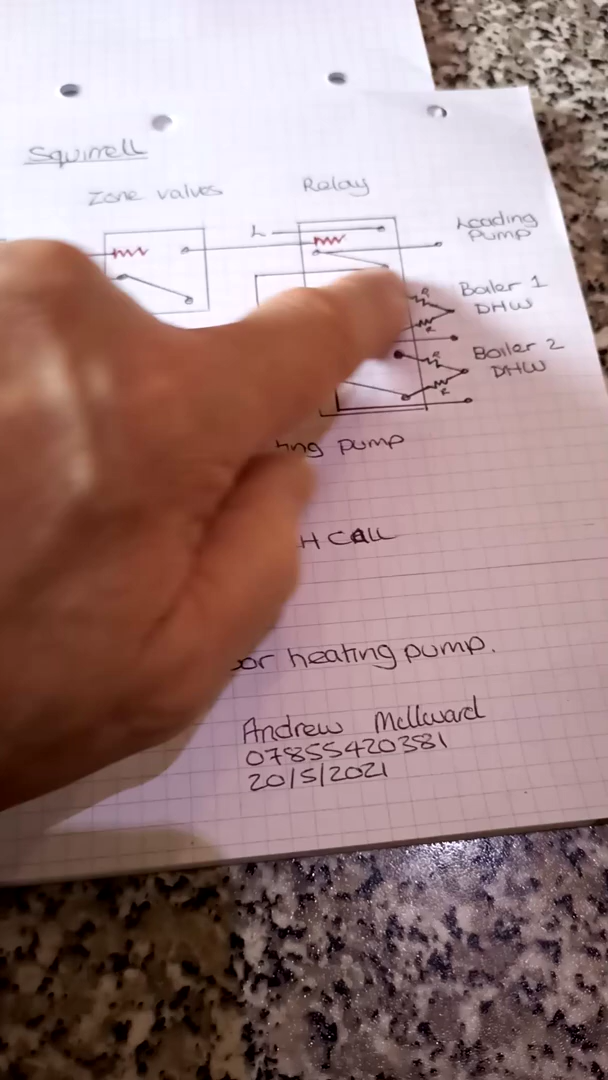 Squirrell
Zone valves
Relay
L
Loading
Pump
R
Boiler 1
DHW
R
R
Boiler 2
DHW
R
pump
H CALL
heating pump.
Andrew
07855420381
20/5/2021